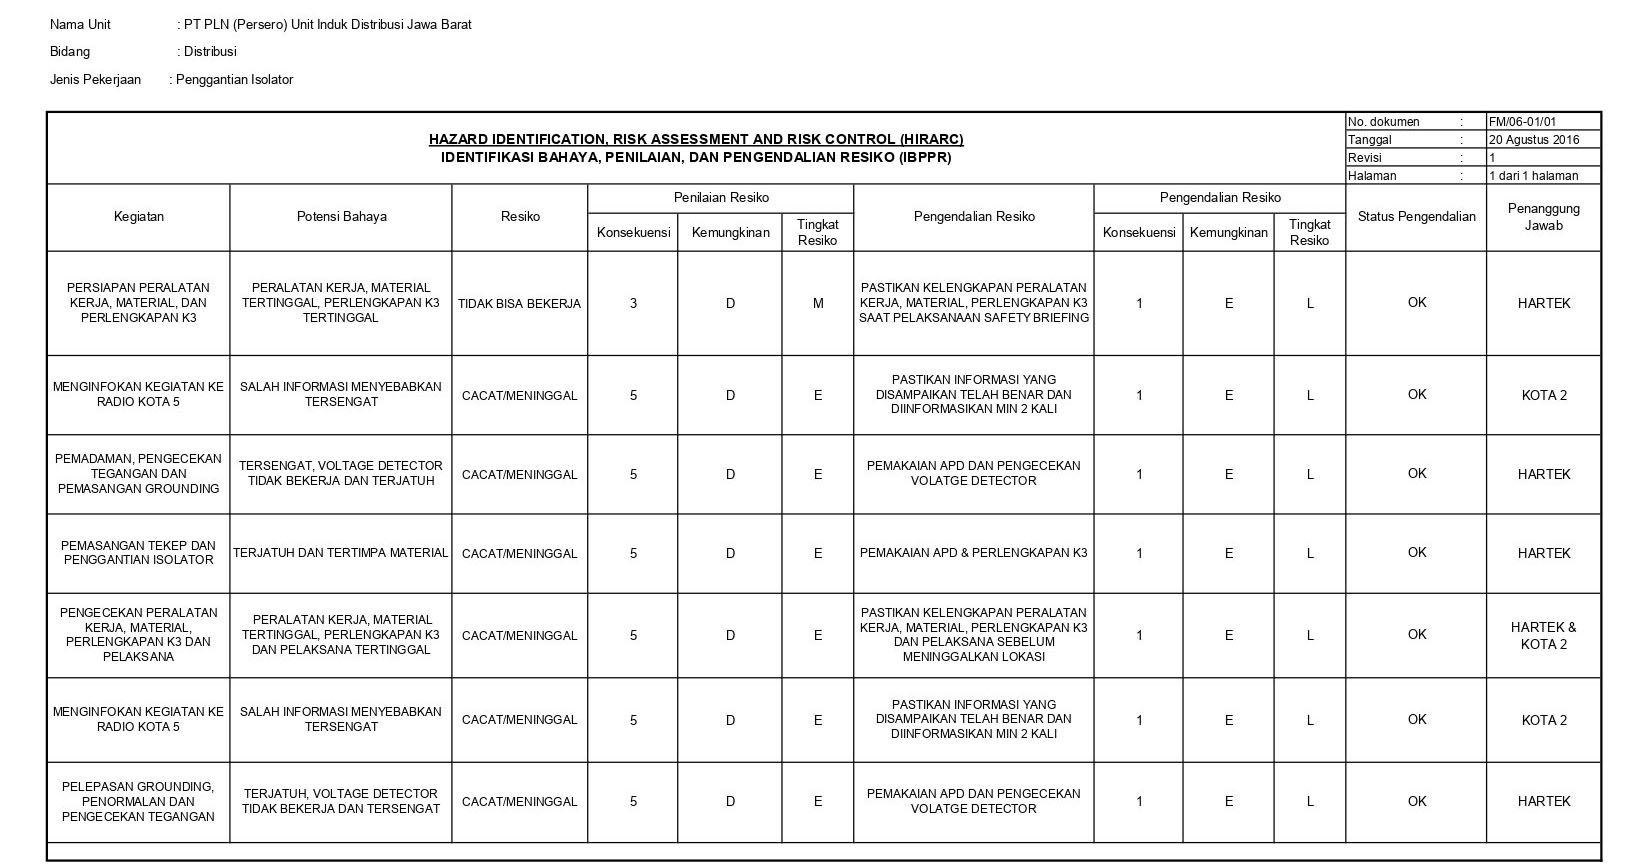 Nama Unit : PT PLN (Persero) Unit Induk Distribusi Jawa Barat
Bidang : Distribusi
Jenis Pekerjaan : Penggantian Isolator
HAZARD IDENTIFICATION, RISK ASSESSMENT AND RISK CONTROL (HIRARC)
IDENTIFIKASI BAHAYA, PENILAIAN, DAN PENGENDALIAN RESIKO (IBPPR)
No. dokumen : FM/06-01/01
Tanggal : 20 Agustus 2016
Revisi : 1
Halaman : 1 dari 1 halaman
Kegiatan
Potensi Bahaya
Resiko
Penilaian Resiko
Konsekuensi
Kemungkinan
Tingkat
Resiko
Pengendalian Resiko
Pengendalian Resiko
Konsekuensi
Kemungkinan
Tingkat
Resiko
Status Pengendalian
Penanggung
Jawab
PERSIAPAN PERALATAN
KERJA, MATERIAL, DAN
PERLENGKAPAN K3
PERALATAN KERJA, MATERIAL
TERTINGGAL, PERLENGKAPAN K3
TERTINGGAL
TIDAK BISA BEKERJA
3
D
M
PASTIKAN KELENGKAPAN PERALATAN
KERJA, MATERIAL, PERLENGKAPAN K3
SAAT PELAKSANAAN SAFETY BRIEFING
1
E
L
OK
HARTEK
MENGINFOKAN KEGIATAN KE
RADIO KOTA 5
SALAH INFORMASI MENYEBABKAN
TERSENGAT
CACAT/MENINGGAL
5
D
E
PASTIKAN INFORMASI YANG
DISAMPAIKAN TELAH BENAR DAN
DIINFORMASIKAN MIN 2 KALI
1
E
L
OK
KOTA 2
PEMADAMAN, PENGECEKAN
TEGANGAN DAN
PEMASANGAN GROUNDING
TERSENGAT, VOLTAGE DETECTOR
TIDAK BEKERJA DAN TERJATUH
CACAT/MENINGGAL
5
D
E
PEMAKAIAN APD DAN PENGECEKAN
VOLATGE DETECTOR
1
E
L
OK
HARTEK
PEMASANGAN TEKEP DAN
PENGGANTIAN ISOLATOR
TERJATUH DAN TERTIMPA MATERIAL
CACAT/MENINGGAL
5
D
E
PEMAKAIAN APD & PERLENGKAPAN K3
1
E
L
OK
HARTEK
PENGECEKAN PERALATAN
KERJA, MATERIAL,
PERLENGKAPAN K3 DAN
PELAKSANA
PERALATAN KERJA, MATERIAL
TERTINGGAL, PERLENGKAPAN K3
DAN PELAKSANA TERTINGGAL
CACAT/MENINGGAL
5
D
E
PASTIKAN KELENGKAPAN PERALATAN
KERJA, MATERIAL, PERLENGKAPAN K3
DAN PELAKSANA SEBELUM
MENINGGALKAN LOKASI
1
E
L
OK
HARTEK &
KOTA 2
MENGINFOKAN KEGIATAN KE
RADIO KOTA 5
SALAH INFORMASI MENYEBABKAN
TERSENGAT
CACAT/MENINGGAL
5
D
E
PASTIKAN INFORMASI YANG
DISAMPAIKAN TELAH BENAR DAN
DIINFORMASIKAN MIN 2 KALI
1
E
L
OK
KOTA 2
PELEPASAN GROUNDING,
PENORMALAN DAN
PENGECEKAN TEGANGAN
TERJATUH, VOLTAGE DETECTOR
TIDAK BEKERJA DAN TERSENGAT
CACAT/MENINGGAL
5
D
E
PEMAKAIAN APD DAN PENGECEKAN
VOLATGE DETECTOR
1
E
L
OK
HARTEK